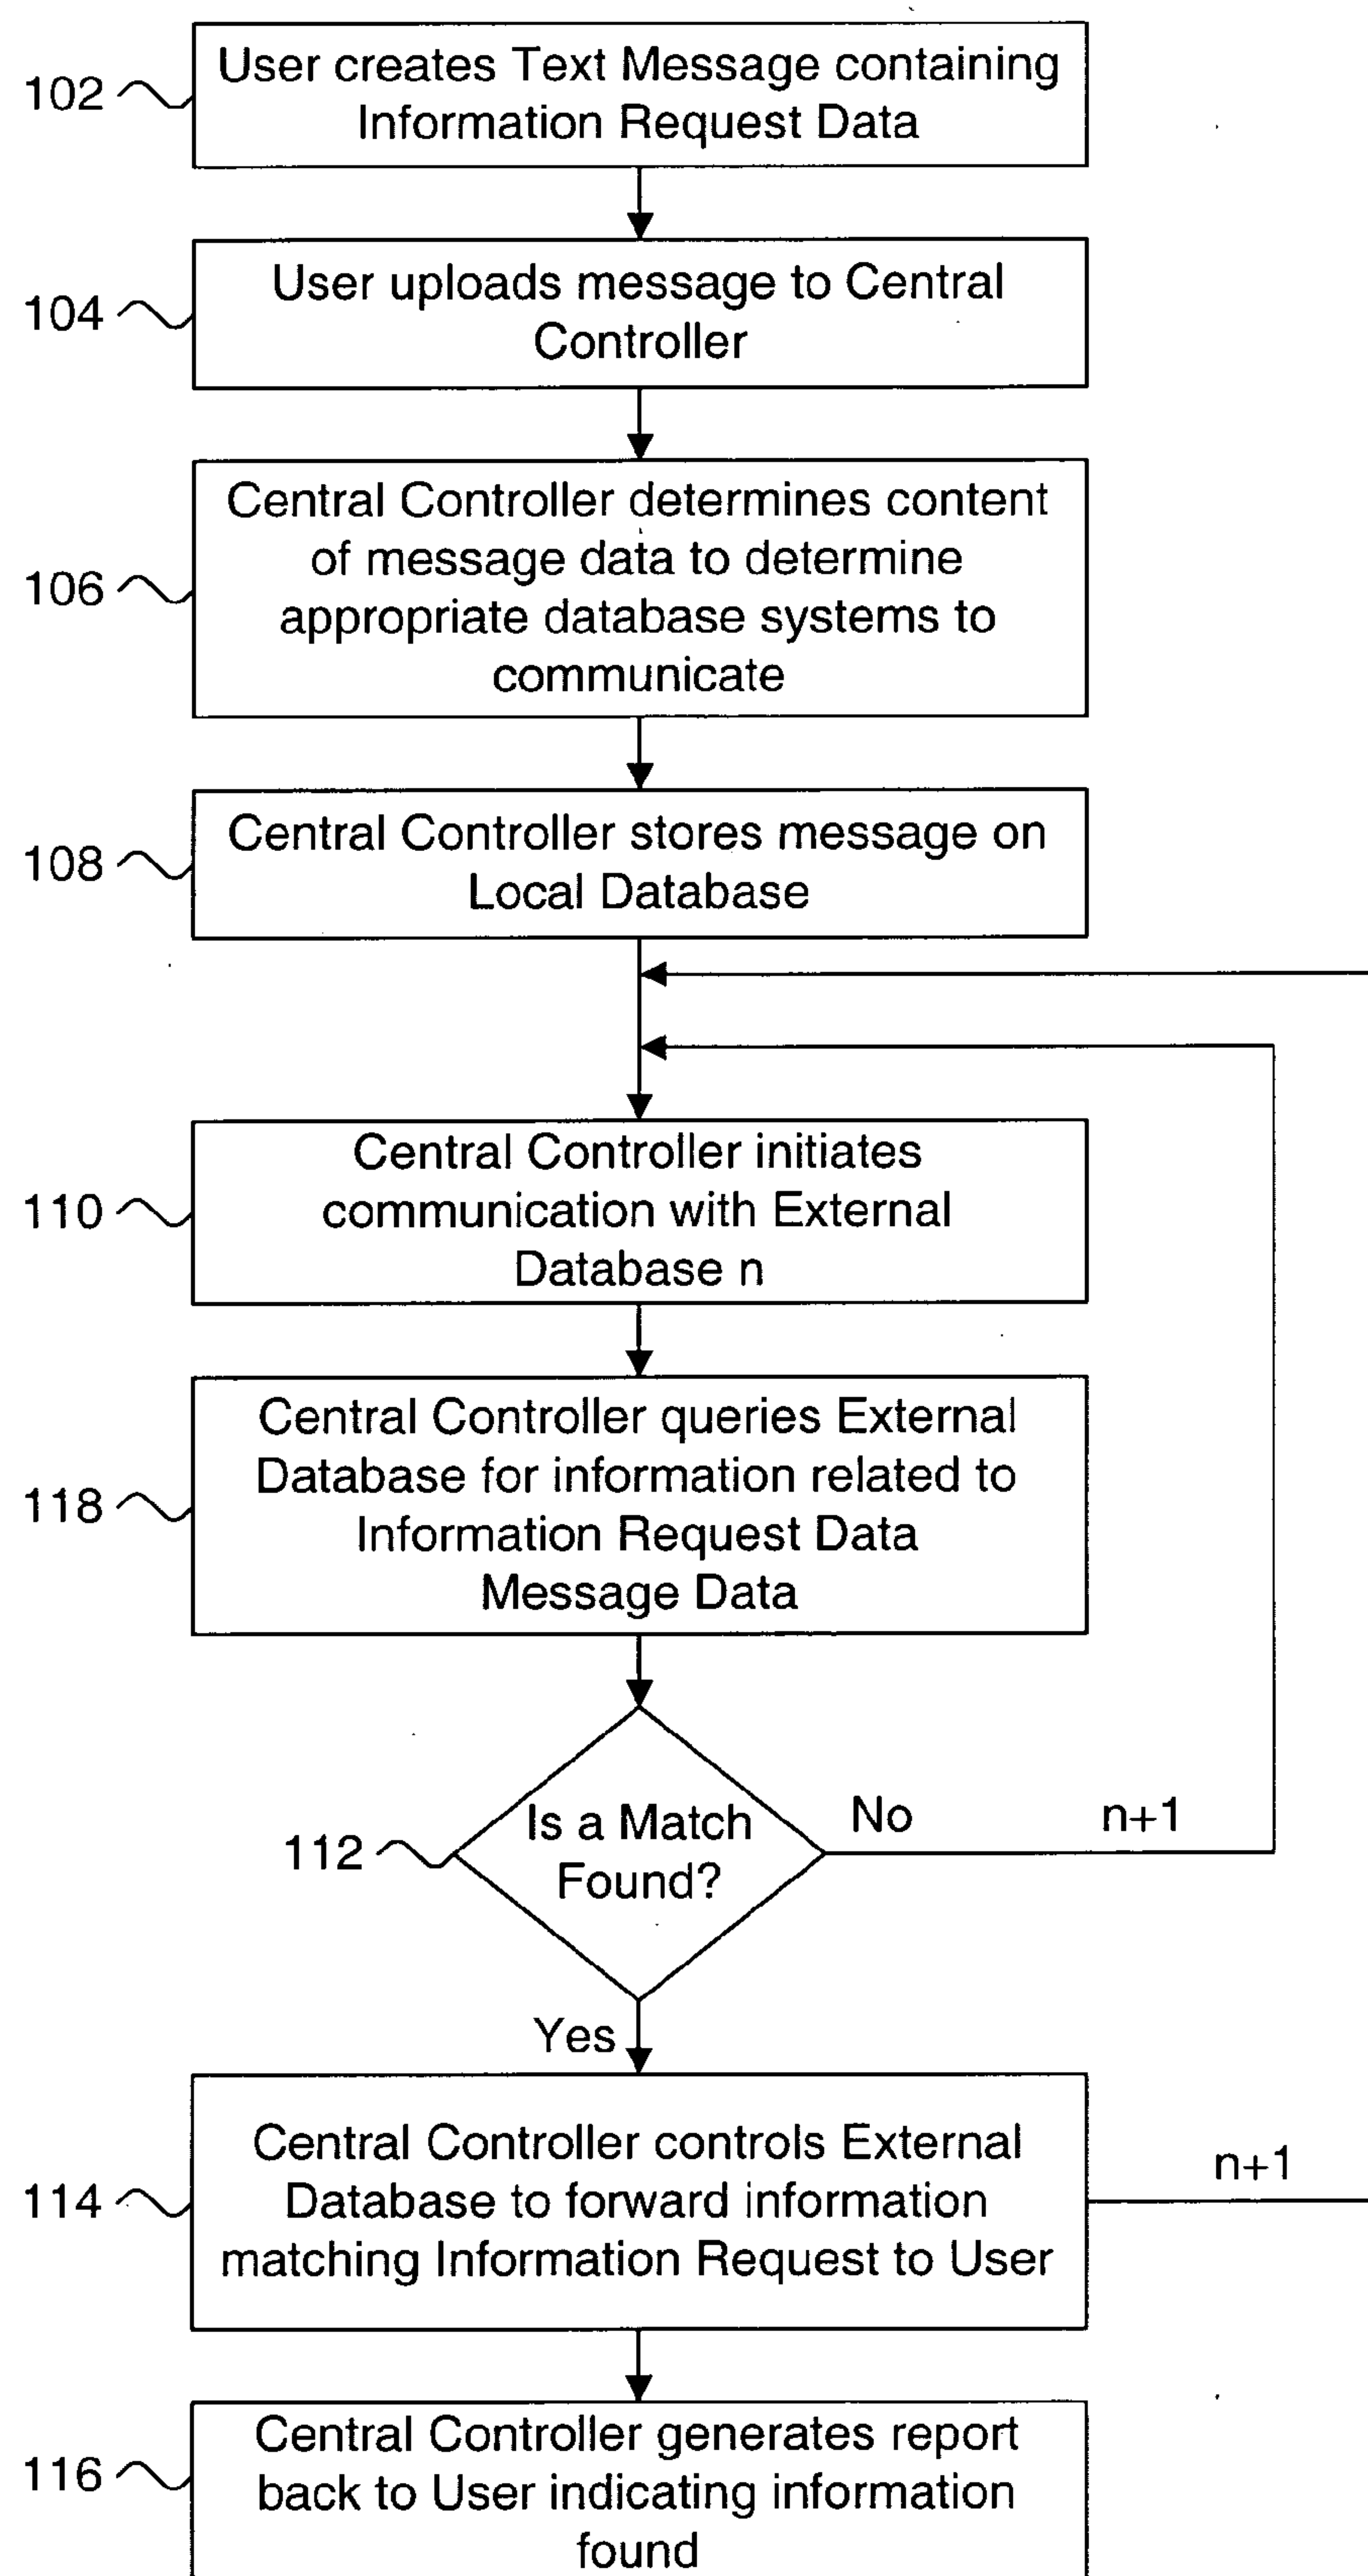 102
User creates Text Message containing
Information Request Data
104
User uploads message to Central
Controller
106
Central Controller determines content
of message data to determine
appropriate database systems to
communicate
108
Central Controller stores message on
Local Database
110
Central Controller initiates
communication with External
Database n
118
Central Controller queries External
Database for information related to
Information Request Data
Message Data
112
Is a Match
Found?
No
n+1
Yes
114
Central Controller controls External
Database to forward information
matching Information Request to User
n+1
116
Central Controller generates report
back to User indicating information
found